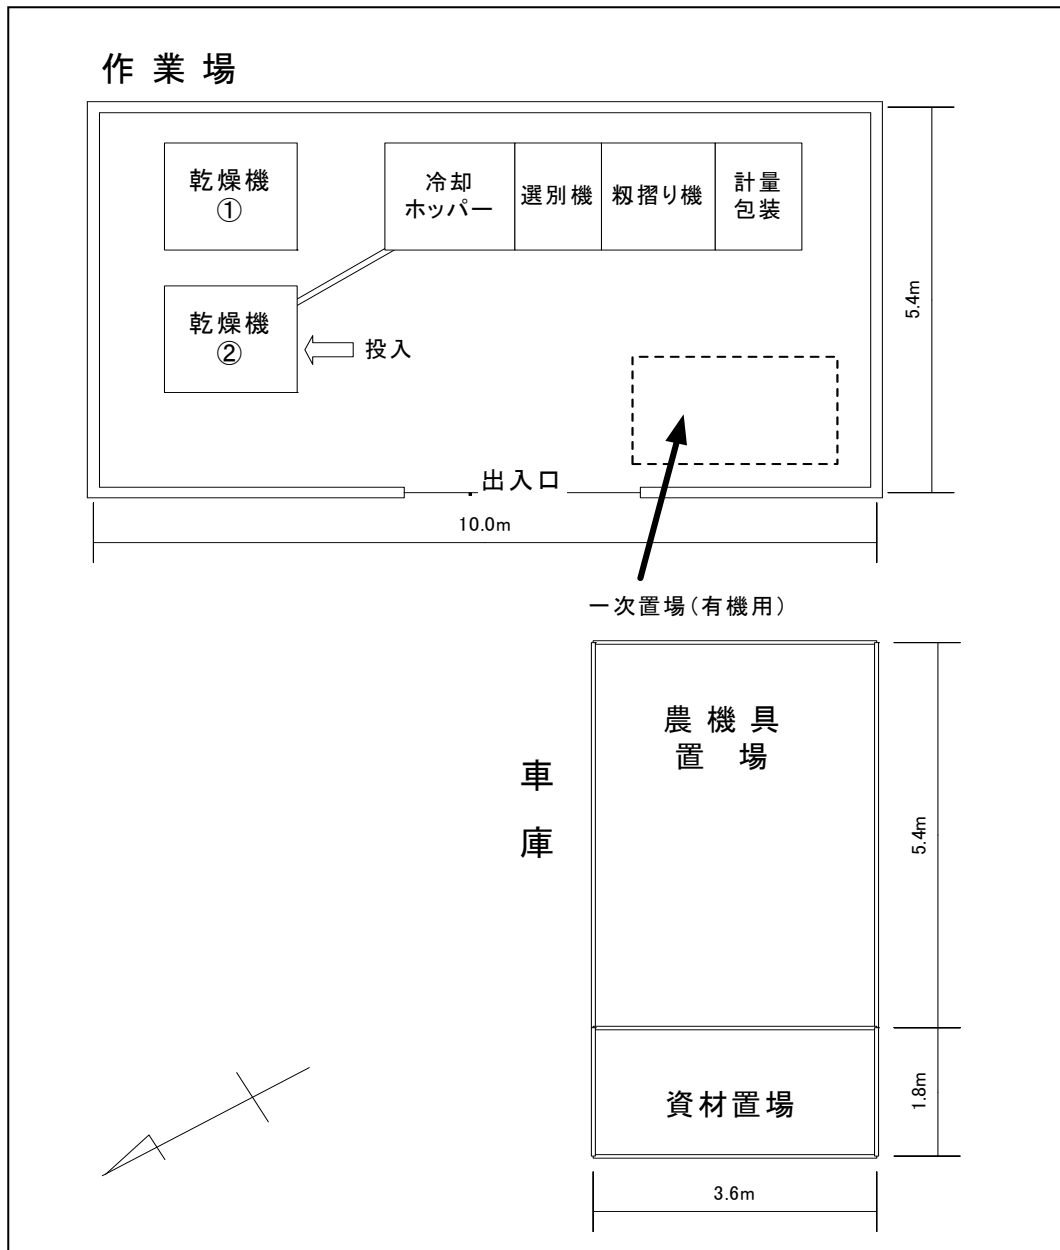 作業場
乾燥機
①
冷却
ホッパー
選別機
籾摺り機
計量
包装
5.4m
乾燥機
②
投入
出入口
10.0m
一次置場(有機用)
農機具
置場
車
庫
5.4m
資材置場
1.8m
3.6m